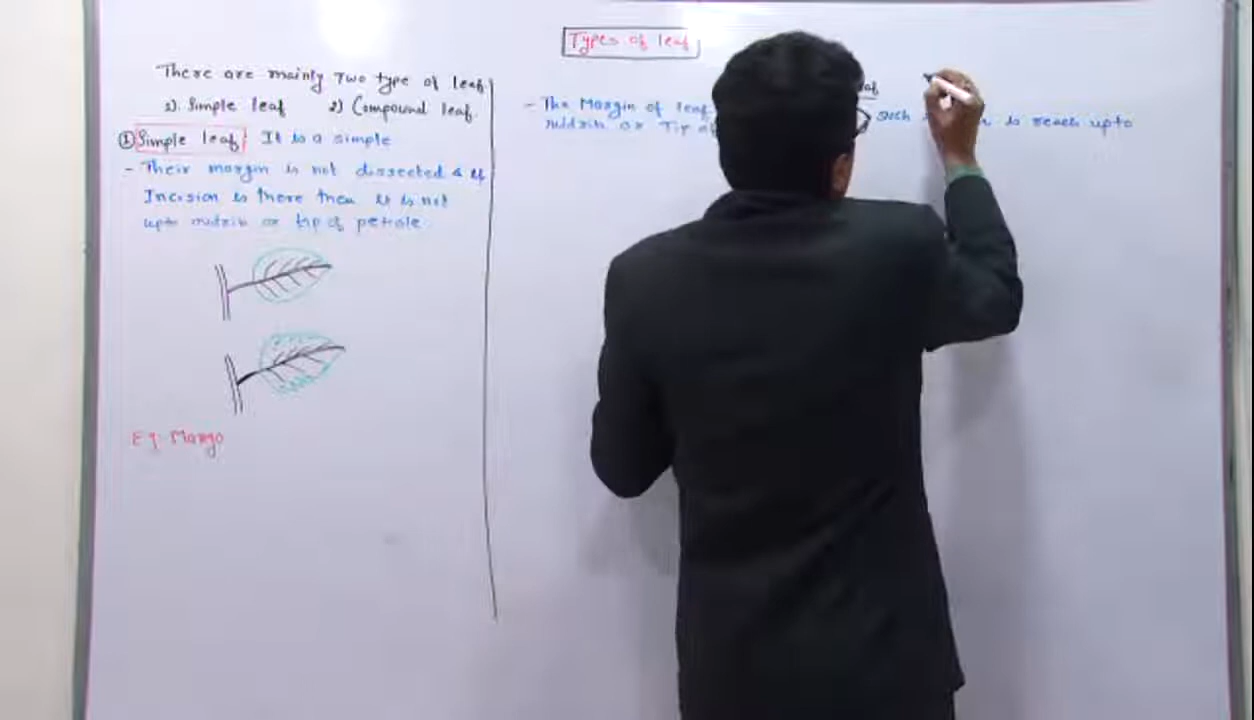 Types of leaf
There are mainly Two type of leaf
1). Simple leaf 2) Compound leaf.
① Simple leaf It is a simple
- Their margin is not dissected & if
Incision is there then it is not
upto midrib or tip of petiole
Eg. Mango
- The Margin of leaf such is reach upto
midrib or Tip of